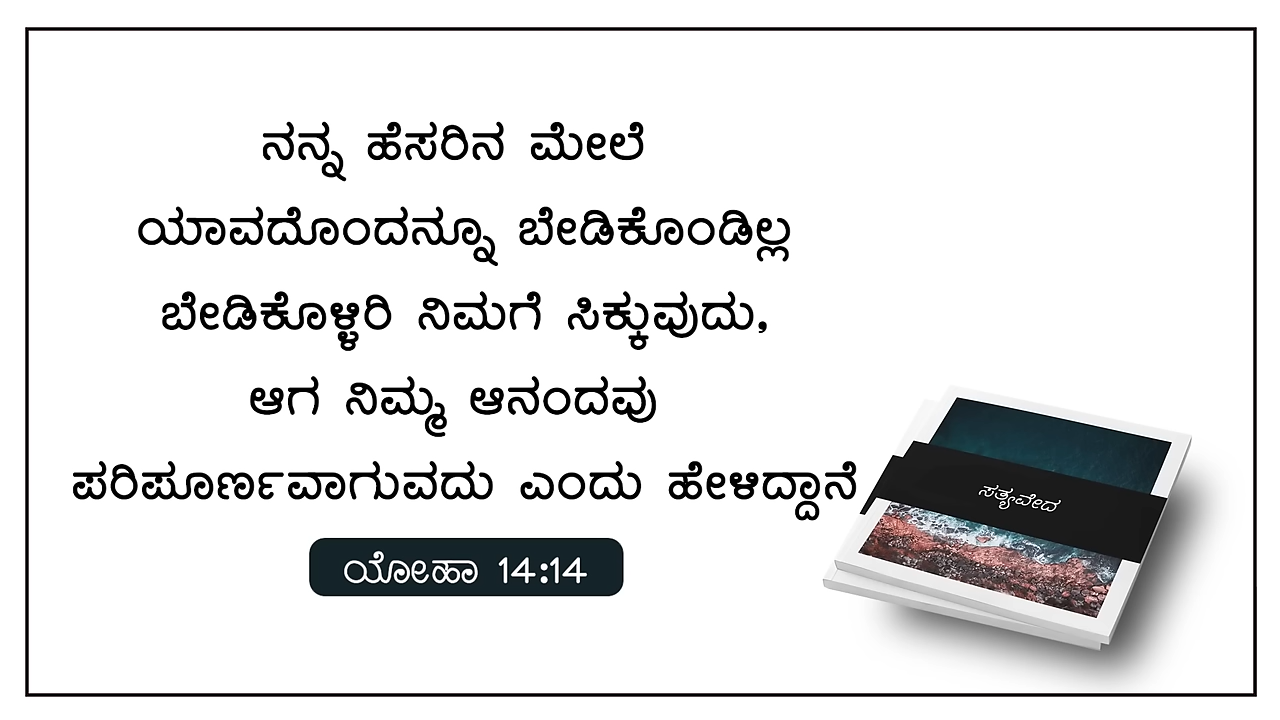 ನನ್ನ ಹೆಸರಿನ ಮೇಲೆ
ಯಾವದೊಂದನ್ನೂ ಬೇಡಿಕೊಂಡಿಲ್ಲ
ಬೇಡಿಕೊಳ್ಳಿರಿ ನಿಮಗೆ ಸಿಕ್ಕುವುದು,
ಆಗ ನಿಮ್ಮ ಆನಂದವು
ಪರಿಪೂರ್ಣವಾಗುವದು ಎಂದು ಹೇಳಿದ್ದಾನೆ
ಯೋಹಾ 14:14
ಸತ್ಯವೇದ